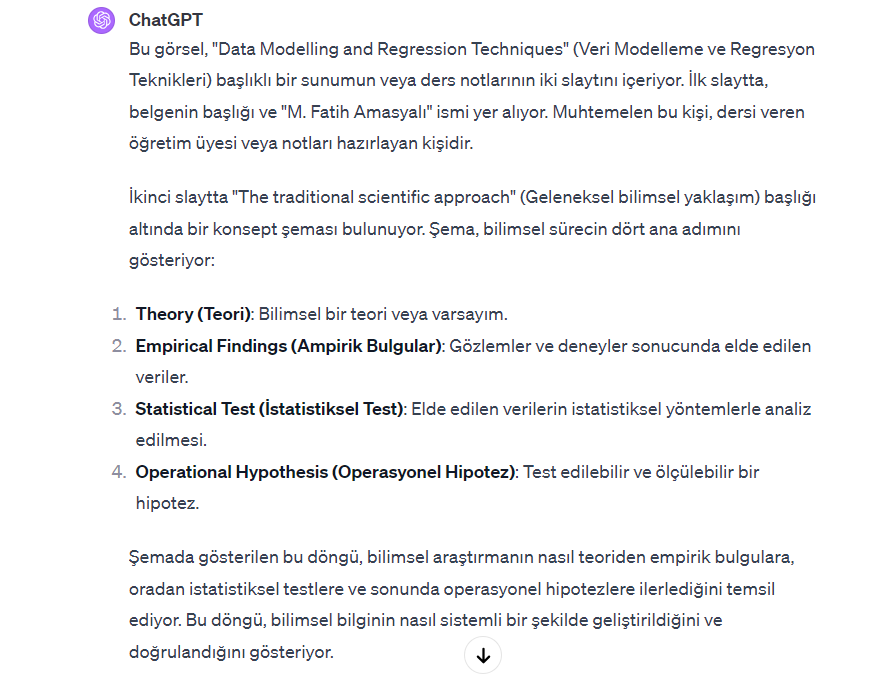 ChatGPT
Bu görsel, "Data Modelling and Regression Techniques" (Veri Modelleme ve Regresyon
Teknikleri) başlıklı bir sunumun veya ders notlarının iki slaytını içeriyor. İlk slaytta,
belgenin başlığı ve "M. Fatih Amasyalı" ismi yer alıyor. Muhtemelen bu kişi, dersi veren
öğretim üyesi veya notları hazırlayan kişidir.
İkinci slaytta "The traditional scientific approach" (Geleneksel bilimsel yaklaşım) başlığı
altında bir konsept şeması bulunuyor. Şema, bilimsel sürecin dört ana adımını
gösteriyor:
1. Theory (Teori): Bilimsel bir teori veya varsayım.
2. Empirical Findings (Ampirik Bulgular): Gözlemler ve deneyler sonucunda elde edilen
veriler.
3. Statistical Test (İstatistiksel Test): Elde edilen verilerin istatistiksel yöntemlerle analiz
edilmesi.
4. Operational Hypothesis (Operasyonel Hipotez): Test edilebilir ve ölçülebilir bir
hipotez.
Şemada gösterilen bu döngü, bilimsel araştırmanın nasıl teoriden empirik bulgulara,
oradan istatistiksel testlere ve sonunda operasyonel hipotezlere ilerlediğini temsil
ediyor. Bu döngü, bilimsel bilginin nasıl sistemli bir şekilde geliştirildiğini ve
doğrulandığını gösteriyor.